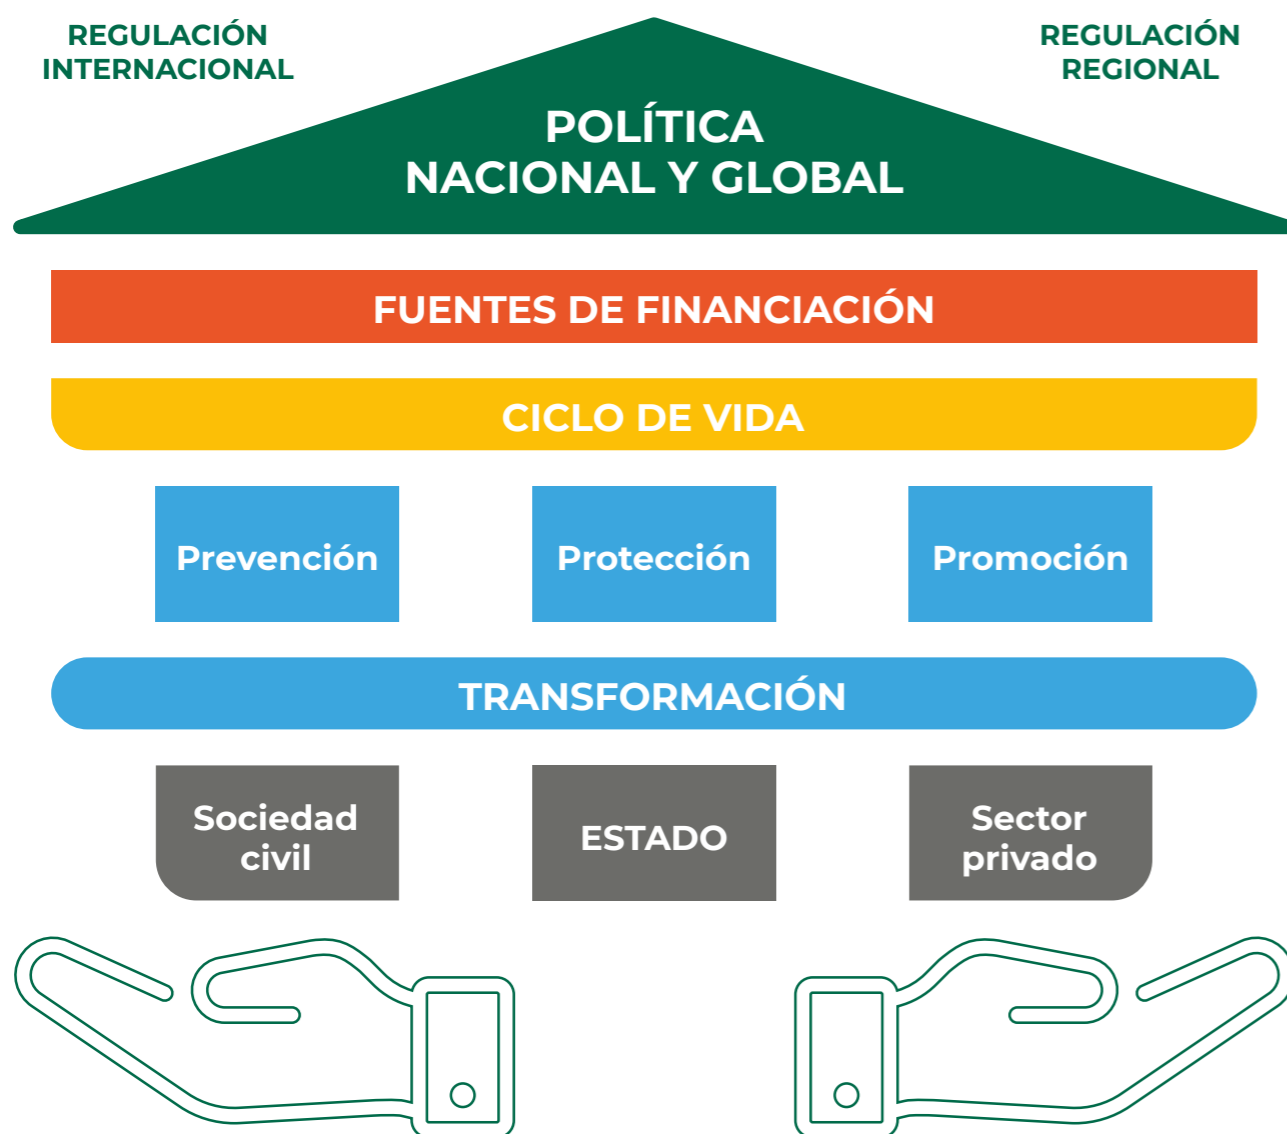 REGULACIÓN
INTERNACIONAL
REGULACIÓN
REGIONAL
POLÍTICA
NACIONAL Y GLOBAL
FUENTES DE FINANCIACIÓN
CICLO DE VIDA
Prevención
Protección
Promoción
TRANSFORMACIÓN
Sociedad
civil
ESTADO
Sector
privado